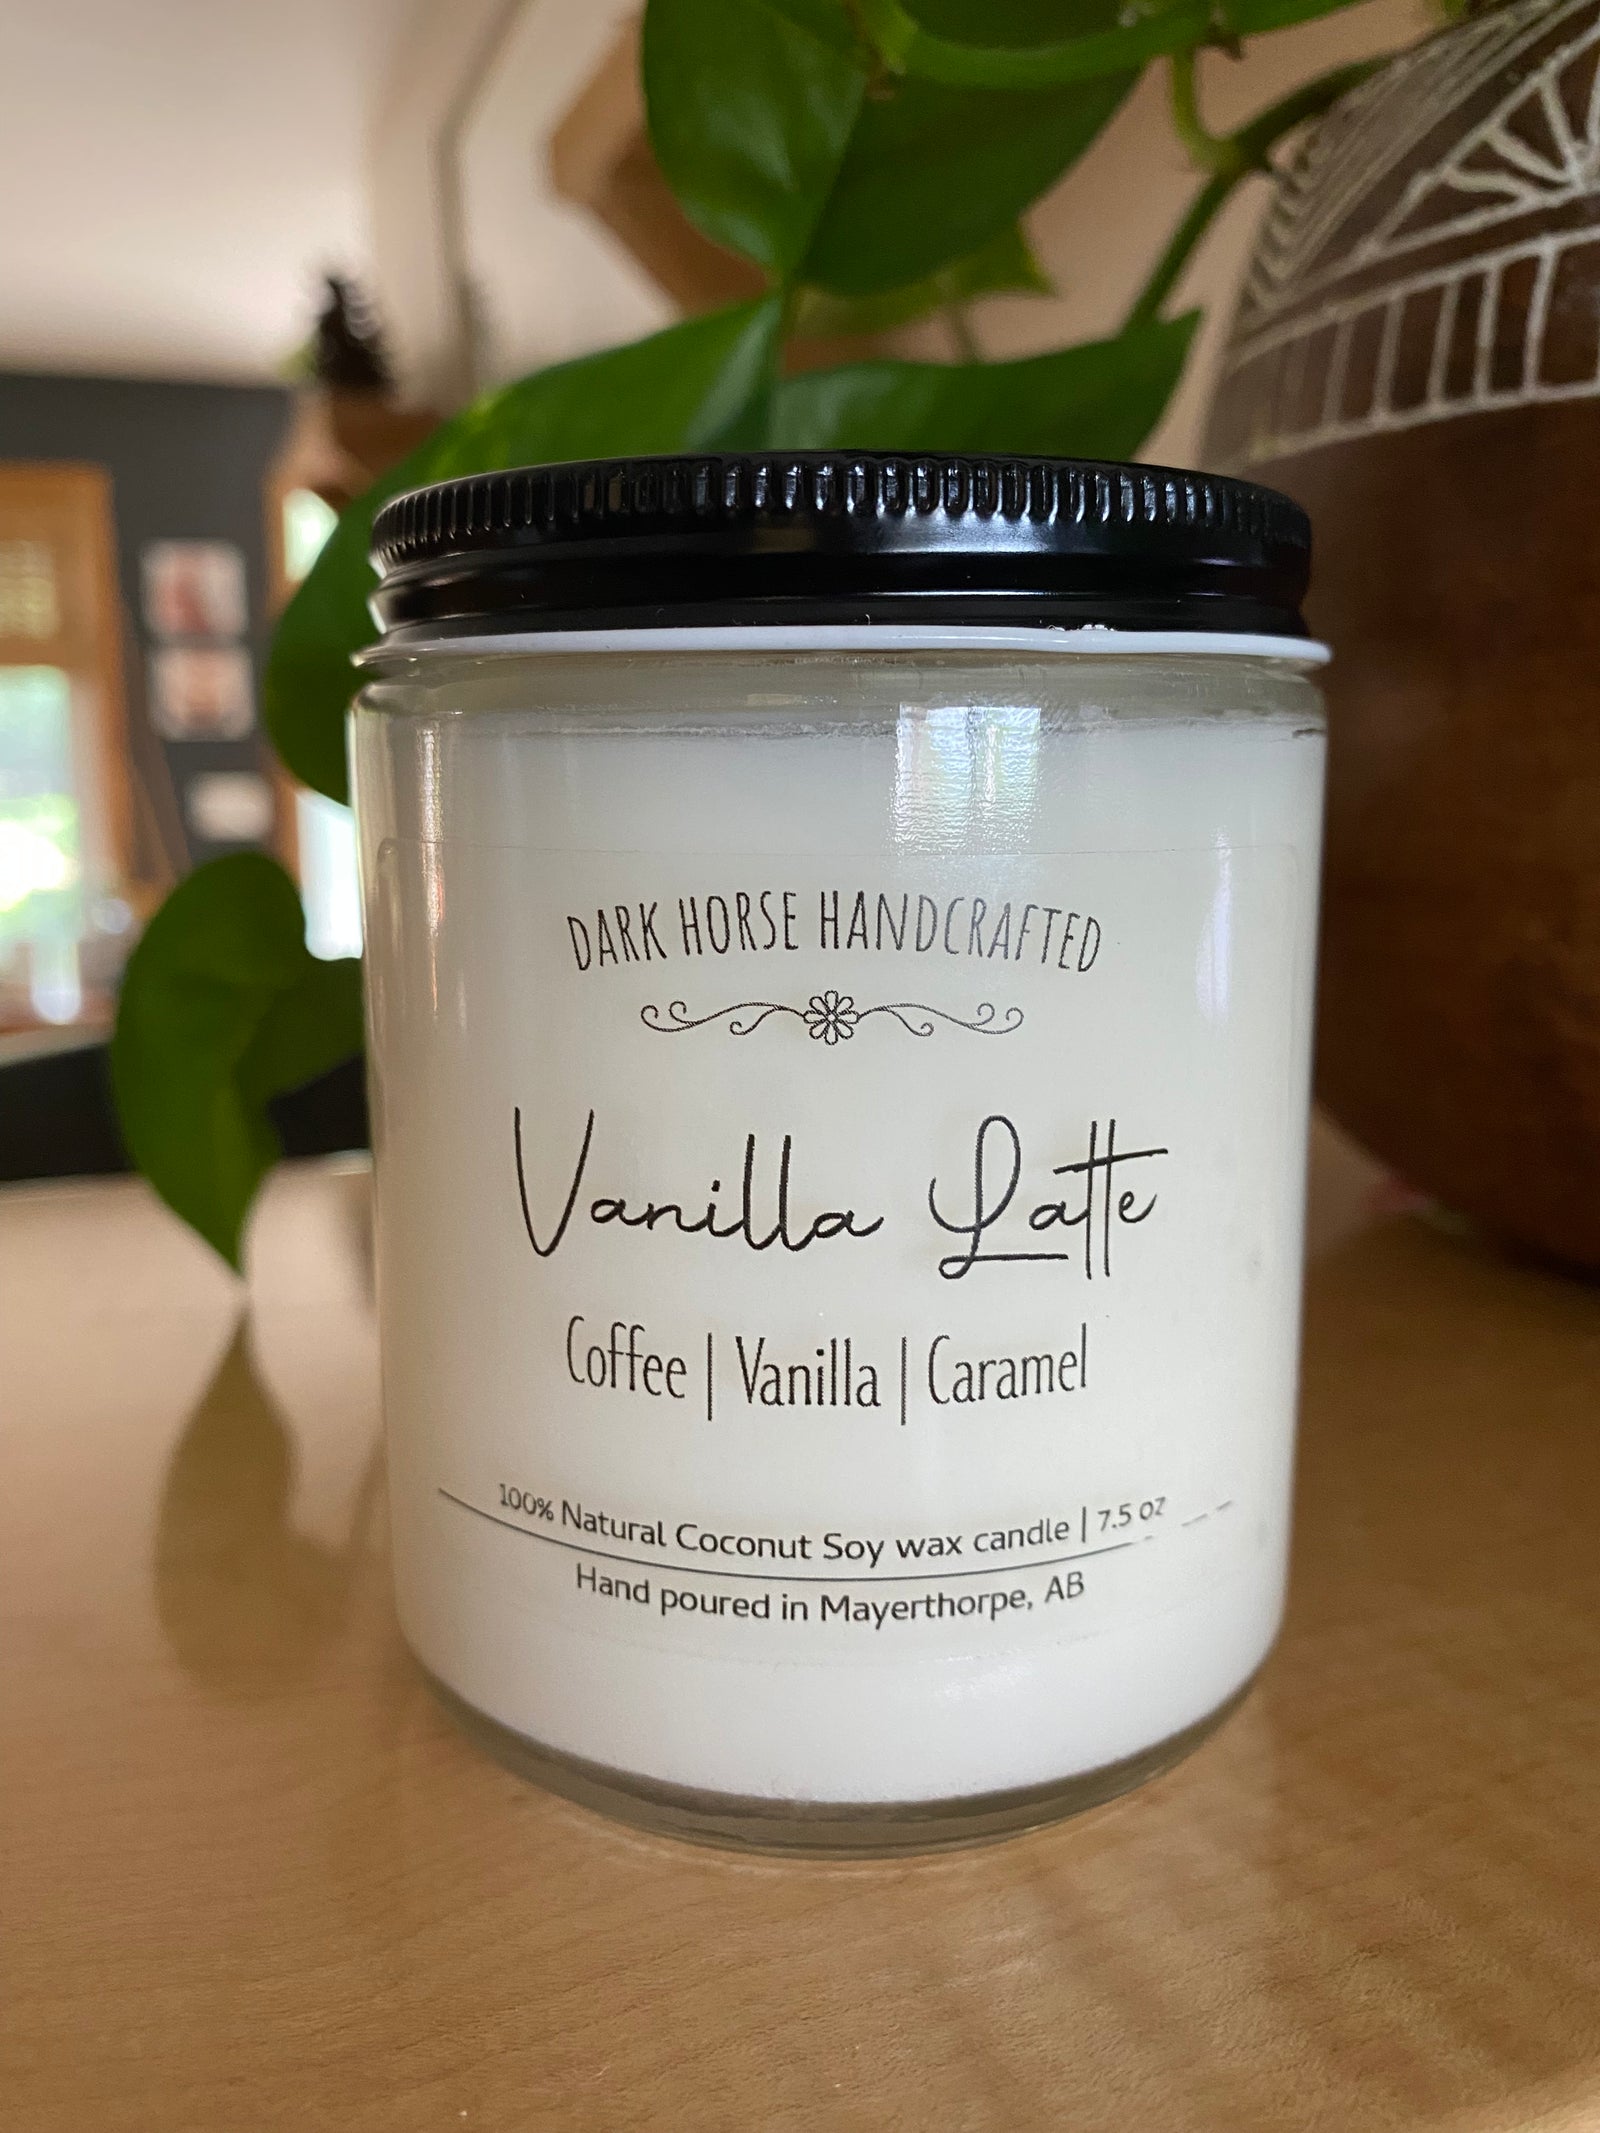 DARK HORSE HANDCRAFTED
Vanilla Latte
Coffee | Vanilla | Caramel
100% Natural Coconut Soy wax candle | 7.5 oz
Hand poured in Mayerthorpe, AB